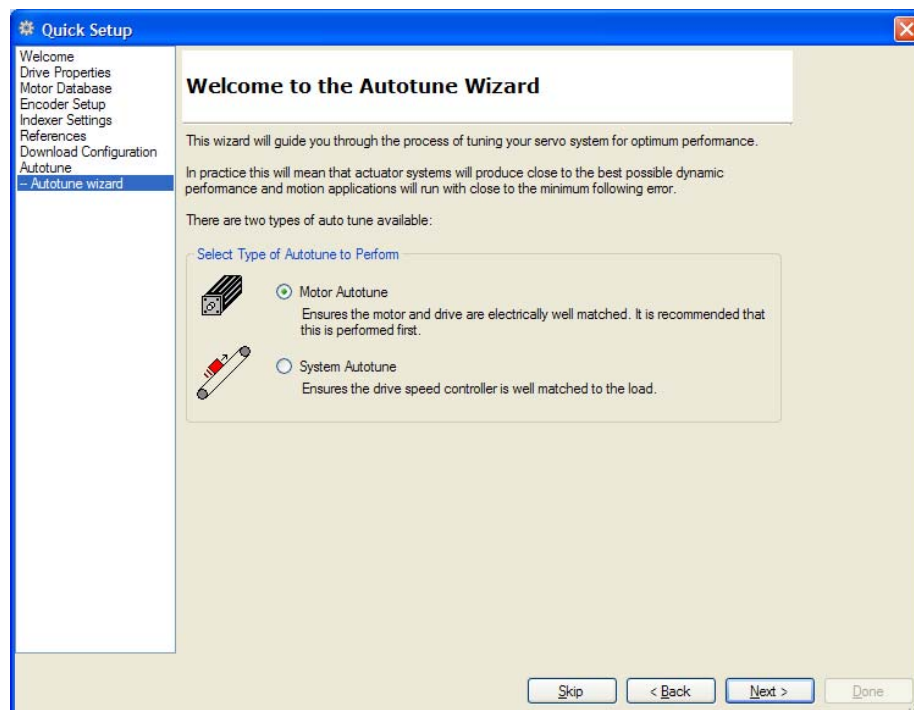 Quick Setup
Welcome
Drive Properties
Motor Database
Encoder Setup
Indexer Settings
References
Download Configuration
Autotune
-- Autotune wizard
Welcome to the Autotune Wizard
This wizard will guide you through the process of tuning your servo system for optimum performance.
In practice this will mean that actuator systems will produce close to the best possible dynamic
performance and motion applications will run with close to the minimum following error.
There are two types of auto tune available:
Select Type of Autotune to Perform
Motor Autotune
Ensures the motor and drive are electrically well matched. It is recommended that
this is performed first.
System Autotune
Ensures the drive speed controller is well matched to the load.
Skip
< Back
Next >
Done